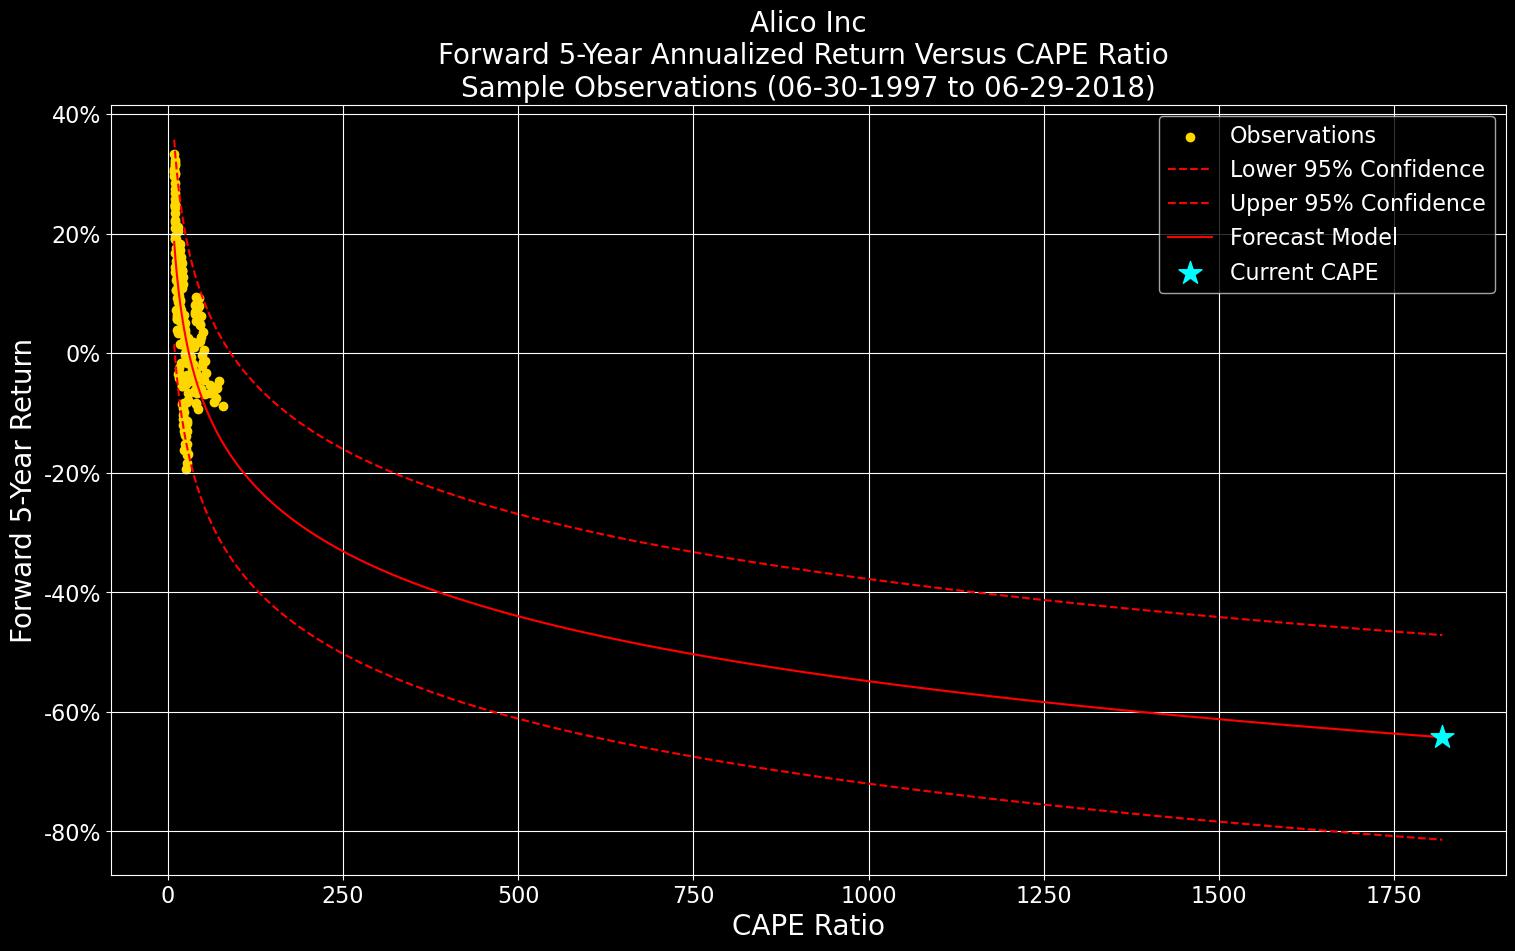 Alico Inc
Forward 5-Year Annualized Return Versus CAPE Ratio
Sample Observations (06-30-1997 to 06-29-2018)
Observations
Lower 95% Confidence
Upper 95% Confidence
Forecast Model
Current CAPE
Forward 5-Year Return
40%
20%
0%
-20%
-40%
-60%
-80%
0 250 500 750 1000 1250 1500 1750
CAPE Ratio